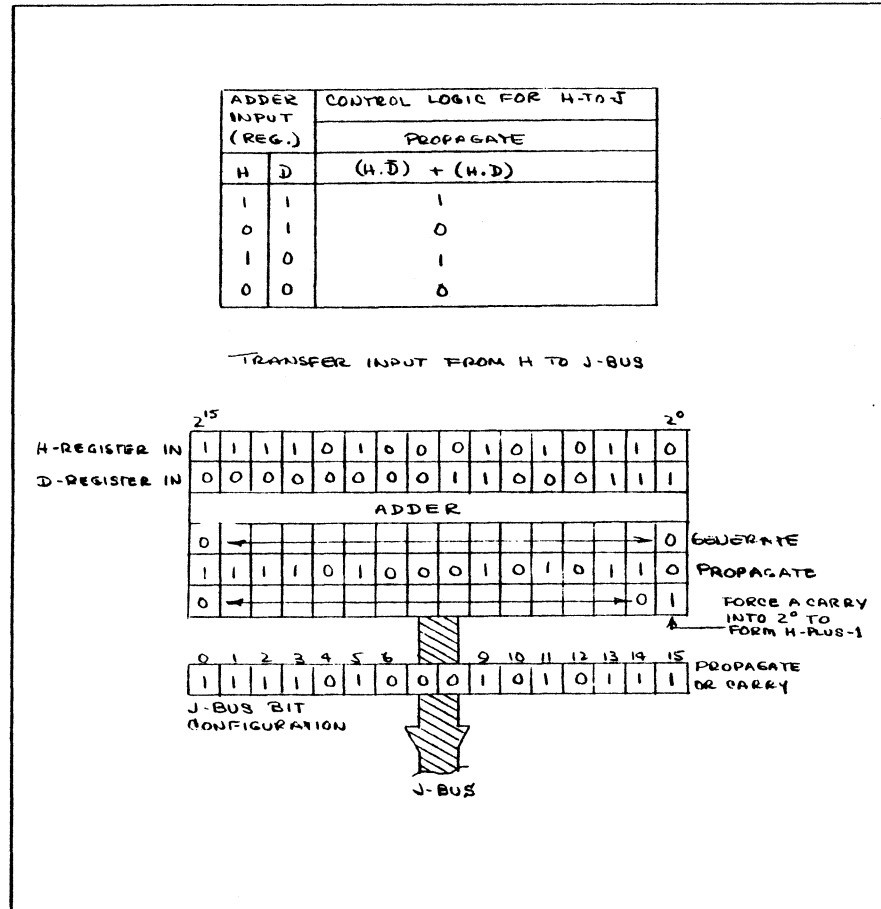 ADDER INPUT (REG.)
CONTROL LOGIC FOR H-TO-J
PROPAGATE
H D (H.D̅) + (H.D)
1 1 1
0 1 0
1 0 1
0 0 0
TRANSFER INPUT FROM H TO J-BUS
2¹⁵ 2⁰
H-REGISTER IN 1 1 1 1 0 1 0 0 0 1 0 1 0 1 1 0
D-REGISTER IN 0 0 0 0 0 0 0 0 1 1 0 0 0 1 1 1
ADDER
0 0 GENERATE
1 1 1 1 0 1 0 0 0 1 0 1 0 1 1 0 PROPAGATE
0 0 1 FORCE A CARRY
INTO 2⁰ TO
FORM H-PLUS-1
0 1 2 3 4 5 6 9 10 11 12 13 14 15
1 1 1 1 0 1 0 0 0 1 0 1 0 1 1 1
PROPAGATE
OR CARRY
J-BUS BIT
CONFIGURATION
J-BUS